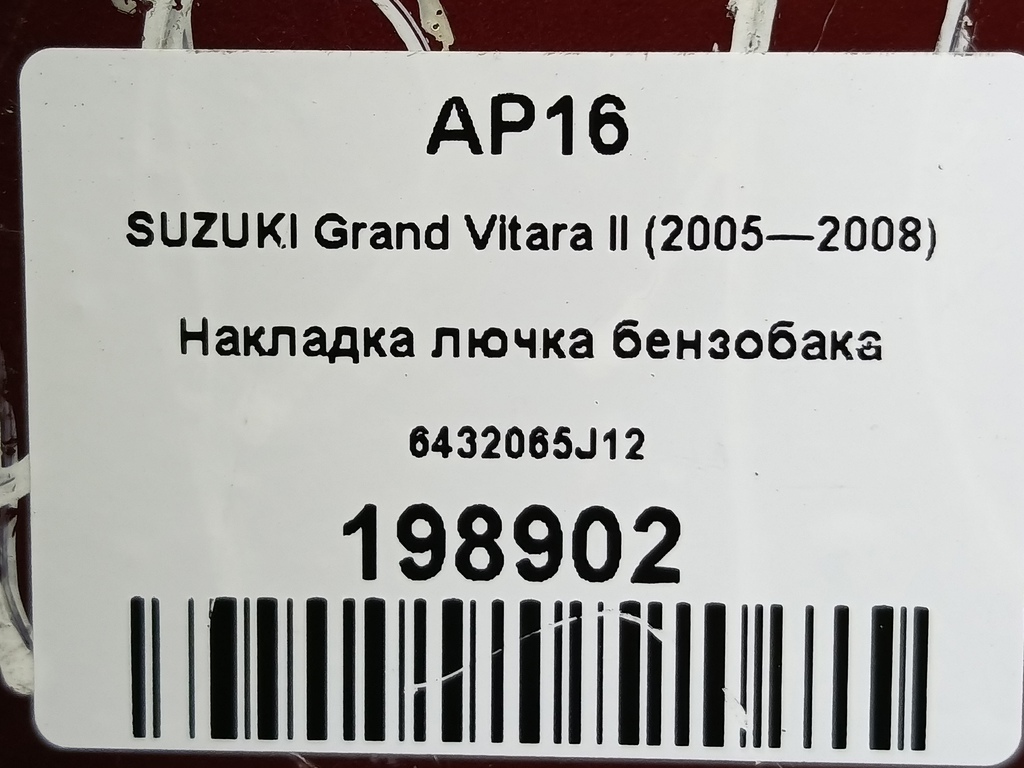 AP16
SUZUKI Grand Vitara II (2005—2008)
Накладка лючка бензобака
6432065J12
198902